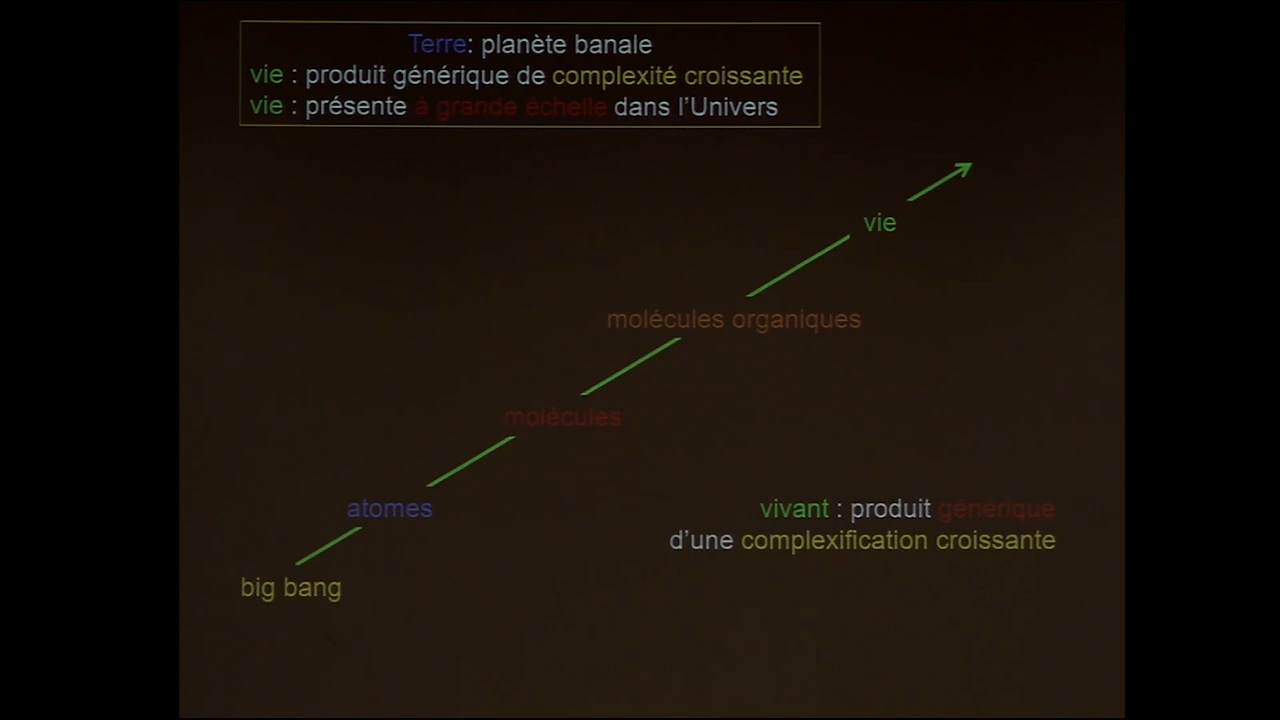 Terre: planète banale
vie : produit générique de complexité croissante
vie : présente à grande échelle dans l'Univers
vie
molécules organiques
molécules
atomes
vivant : produit générique
d'une complexification croissante
big bang